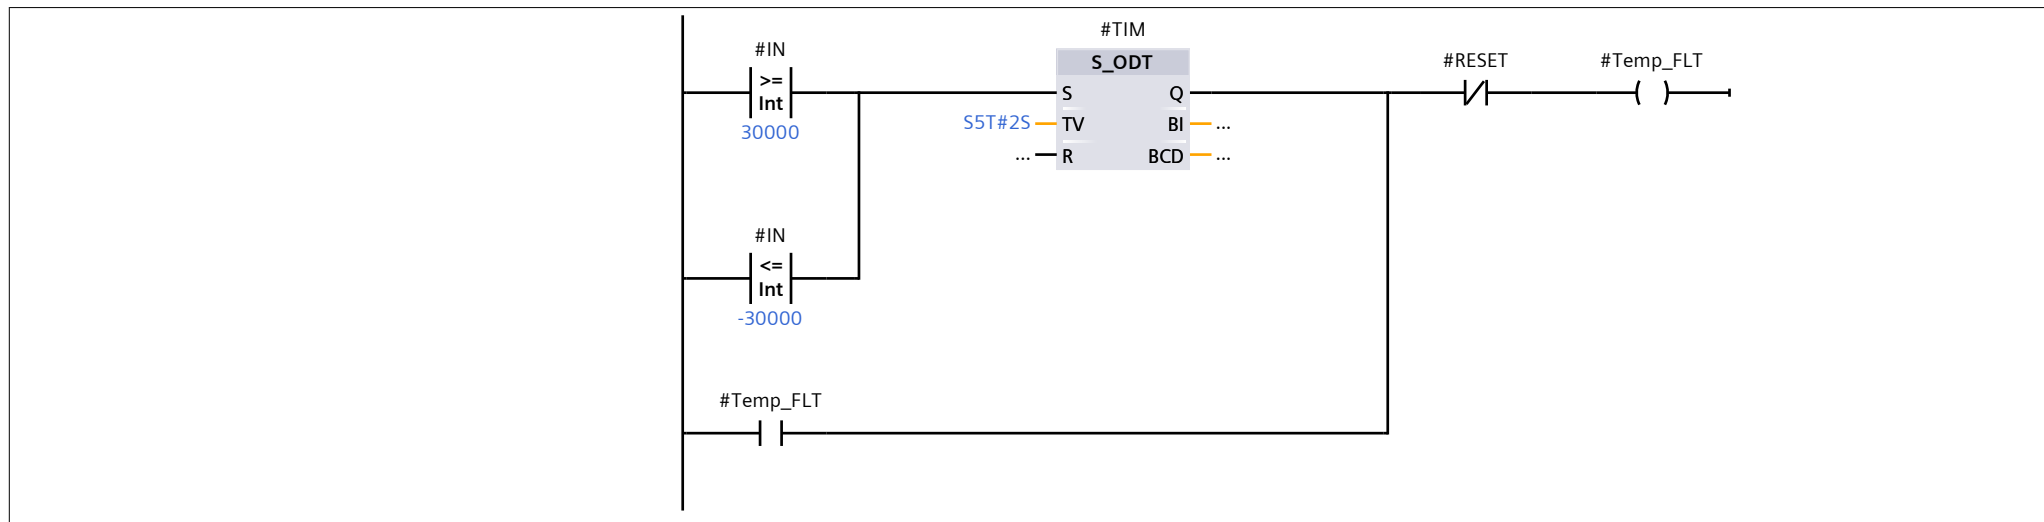 #TIM
#IN
>=
Int
30000
S_ODT
S Q
S5T#2S TV BI ...
... R BCD ...
#RESET
#Temp_FLT
#IN
<=
Int
-30000
#Temp_FLT